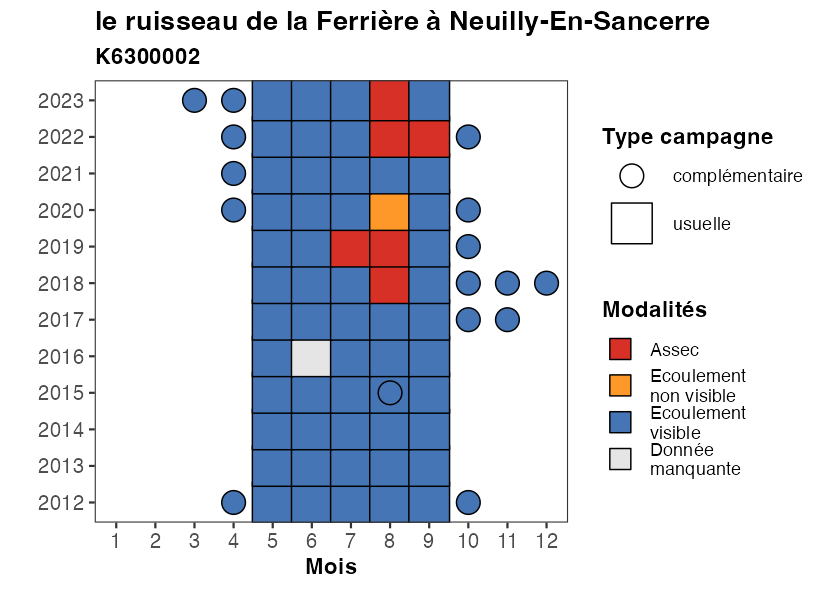 le ruisseau de la Ferrière à Neuilly-En-Sancerre
K6300002
2023
2022
2021
2020
2019
2018
2017
2016
2015
2014
2013
2012
1 2 3 4 5 6 7 8 9 10 11 12
Mois
Type campagne
complémentaire
usuelle
Modalités
Assec
Ecoulement
non visible
Ecoulement
visible
Donnée
manquante